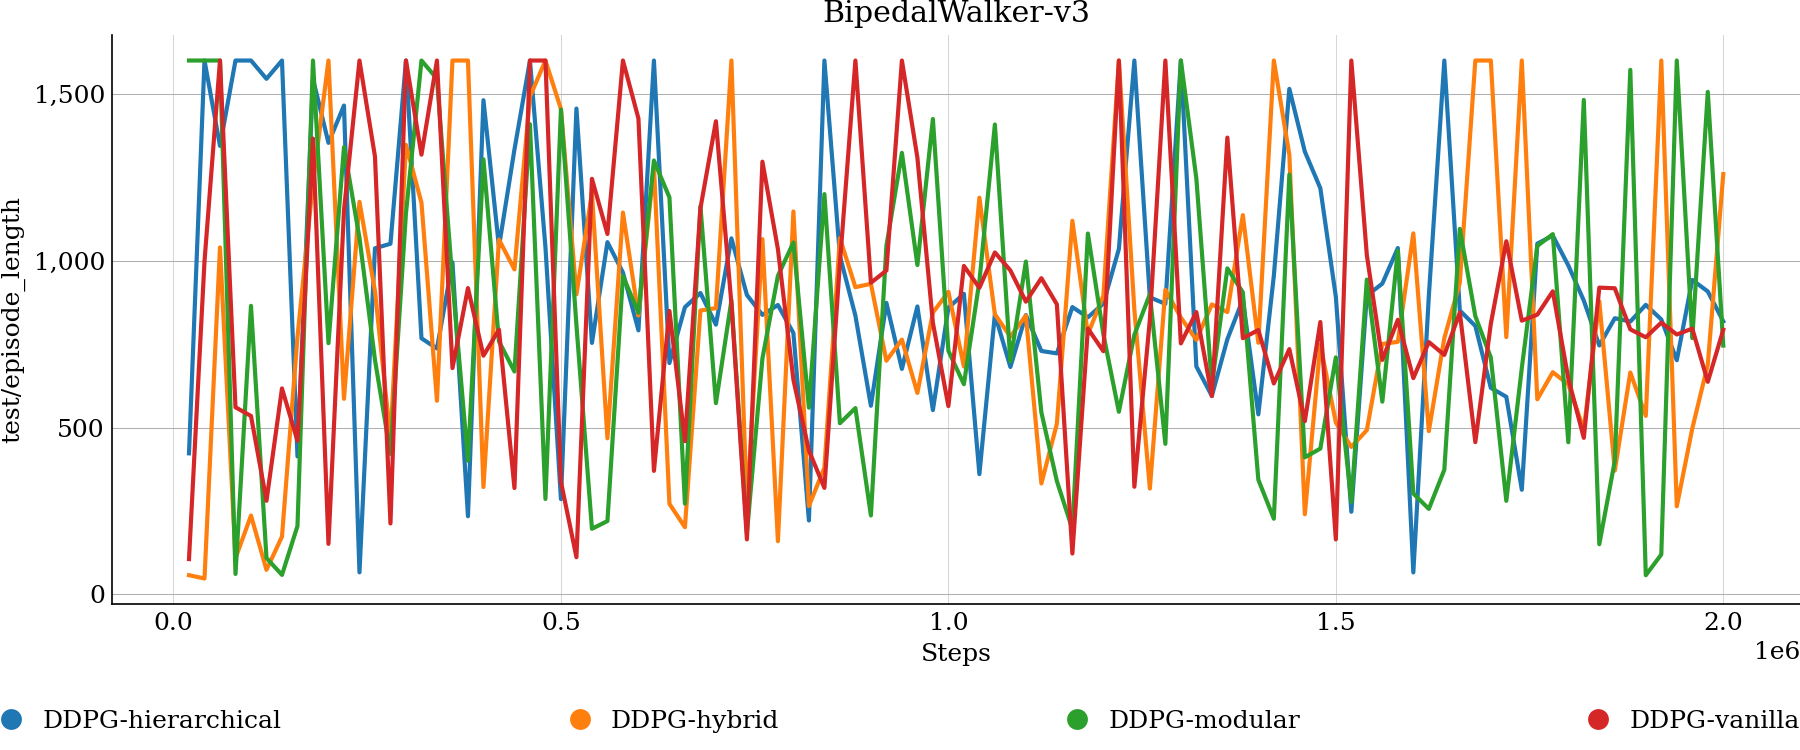 BipedalWalker-v3
test/episode_length
1,500
1,000
500
0
0.0 0.5 1.0 1.5 2.0
Steps
1e6
DDPG-hierarchical DDPG-hybrid DDPG-modular DDPG-vanilla